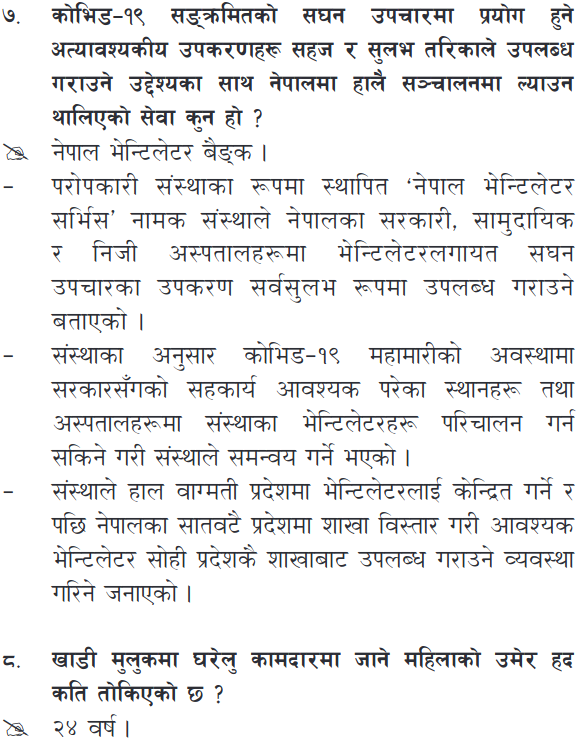 ७. कोभिड–१९ सङ्क्रमितको सघन उपचारमा प्रयोग हुने
अत्यावश्यकीय उपकरणहरू सहज र सुलभ तरिकाले उपलब्ध
गराउने उद्देश्यका साथ नेपालमा हालै सञ्चालनमा ल्याउन
थालिएको सेवा कुन हो ?
नेपाल भेन्टिलेटर बैङ्क ।
– परोपकारी संस्थाका रूपमा स्थापित ‘नेपाल भेन्टिलेटर
सर्भिस’ नामक संस्थाले नेपालका सरकारी, सामुदायिक
र निजी अस्पतालहरूमा भेन्टिलेटरलगायत सघन
उपचारका उपकरण सर्वसुलभ रूपमा उपलब्ध गराउने
बताएको ।
– संस्थाका अनुसार कोभिड–१९ महामारीको अवस्थामा
सरकारसँगको सहकार्य आवश्यक परेका स्थानहरू तथा
अस्पतालहरूमा संस्थाका भेन्टिलेटरहरू परिचालन गर्न
सकिने गरी संस्थाले समन्वय गर्ने भएको ।
– संस्थाले हाल वाग्मती प्रदेशमा भेन्टिलेटरलाई केन्द्रित गर्ने र
पछि नेपालका सातवटै प्रदेशमा शाखा विस्तार गरी आवश्यक
भेन्टिलेटर सोही प्रदेशकै शाखाबाट उपलब्ध गराउने व्यवस्था
गरिने जनाएको ।
८. खाडी मुलुकमा घरेलु कामदारमा जाने महिलाको उमेर हद
कति तोकिएको छ ?
२४ वर्ष ।